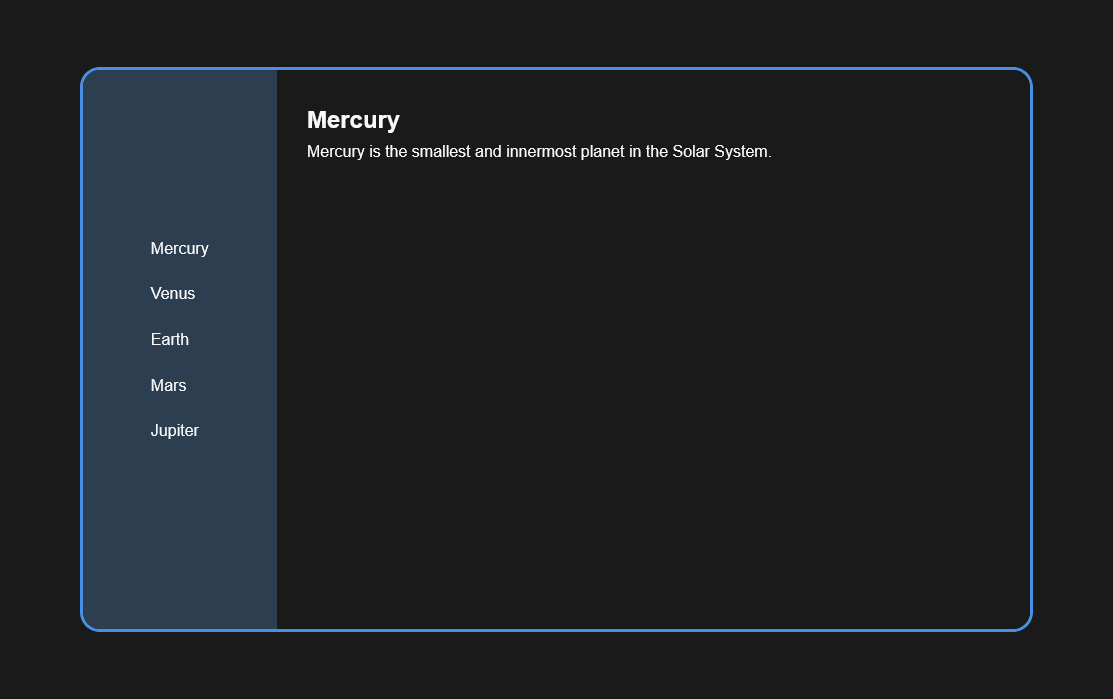 Mercury
Mercury is the smallest and innermost planet in the Solar System.
Mercury
Venus
Earth
Mars
Jupiter